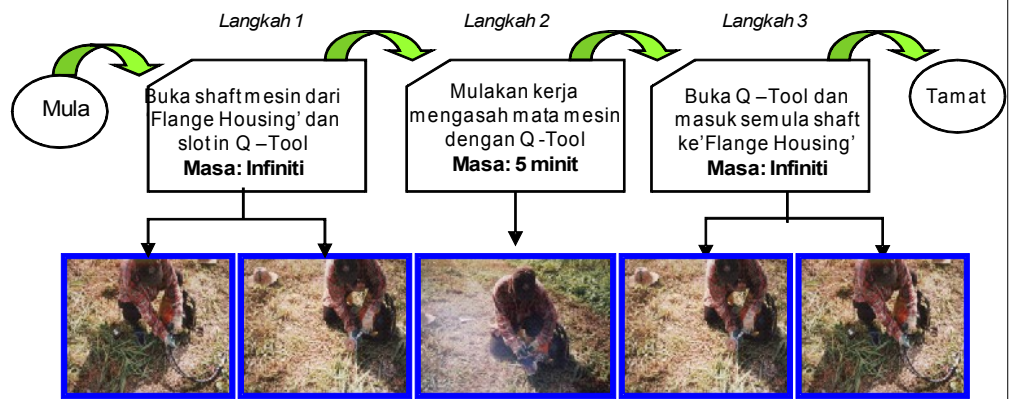 Langkah 1
Langkah 2
Langkah 3
Mula
Buka shaft mesin dari
Flange Housing’ dan
slot in Q –Tool
Masa: Infiniti
Mulakan kerja
mengasah mata mesin
dengan Q -Tool
Masa: 5 minit
Buka Q –Tool dan
masuk semula shaft
ke’Flange Housing’
Masa: Infiniti
Tamat